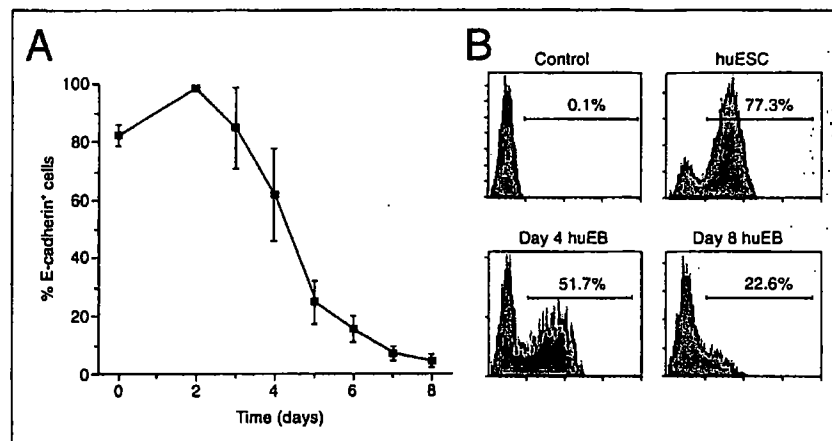 A
% E-cadherin+ cells
100
80
60
40
20
0
0 2 4 6 8
Time (days)
B
Control
0.1%
huESC
77.3%
Day 4 huEB
51.7%
Day 8 huEB
22.6%